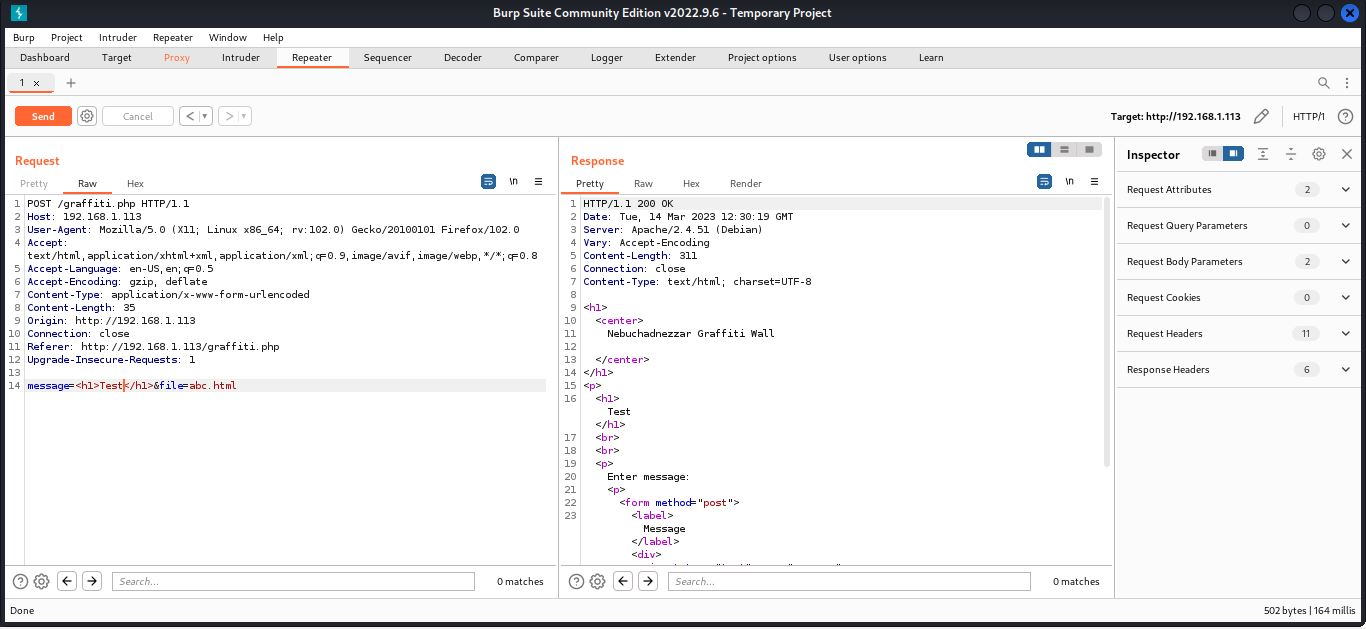 Burp Suite Community Edition v2022.9.6 - Temporary Project
Burp Project Intruder Repeater Window Help
Dashboard Target Proxy Intruder Repeater Sequencer Decoder Comparer Logger Extender Project options User options Learn
1 × +
Send Cancel < ▾ > ▾ Target: http://192.168.1.113 HTTP/1 ?
Request
Pretty Raw Hex \n
1 POST /graffiti.php HTTP/1.1
2 Host: 192.168.1.113
3 User-Agent: Mozilla/5.0 (X11; Linux x86_64; rv:102.0) Gecko/20100101 Firefox/102.0
4 Accept:
text/html,application/xhtml+xml,application/xml;q=0.9,image/avif,image/webp,*/*;q=0.8
5 Accept-Language: en-US,en;q=0.5
6 Accept-Encoding: gzip, deflate
7 Content-Type: application/x-www-form-urlencoded
8 Content-Length: 35
9 Origin: http://192.168.1.113
10 Connection: close
11 Referer: http://192.168.1.113/graffiti.php
12 Upgrade-Insecure-Requests: 1
13
14 message=<h1>Test</h1>&file=abc.html
? Search... 0 matches
Response
Pretty Raw Hex Render \n
1 HTTP/1.1 200 OK
2 Date: Tue, 14 Mar 2023 12:30:19 GMT
3 Server: Apache/2.4.51 (Debian)
4 Vary: Accept-Encoding
5 Content-Length: 311
6 Connection: close
7 Content-Type: text/html; charset=UTF-8
8
9 <h1>
10 <center>
11 Nebuchadnezzar Graffiti Wall
12
13 </center>
14 </h1>
15 <p>
16 <h1>
Test
</h1>
17 <br>
18 <br>
19 <p>
20 Enter message:
21 <p>
22 <form method="post">
23 <label>
Message
</label>
<div>
? Search... 0 matches
Inspector
Request Attributes 2
Request Query Parameters 0
Request Body Parameters 2
Request Cookies 0
Request Headers 11
Response Headers 6
Done 502 bytes | 164 millis